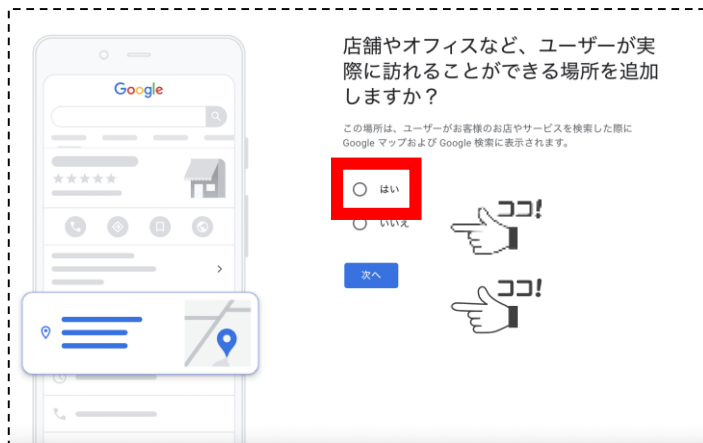 Google
店舗やオフィスなど、ユーザーが実
際に訪れることができる場所を追加
しますか？
この場所は、ユーザーがお客様のお店やサービスを検索した際に
Google マップおよび Google 検索に表示されます。
はい
ココ!
いいえ
次へ
ココ!